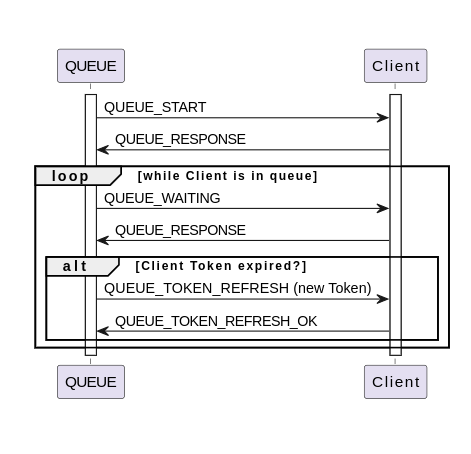 QUEUE Client
QUEUE_START
QUEUE_RESPONSE
loop [while Client is in queue]
QUEUE_WAITING
QUEUE_RESPONSE
alt [Client Token expired?]
QUEUE_TOKEN_REFRESH (new Token)
QUEUE_TOKEN_REFRESH_OK
QUEUE Client